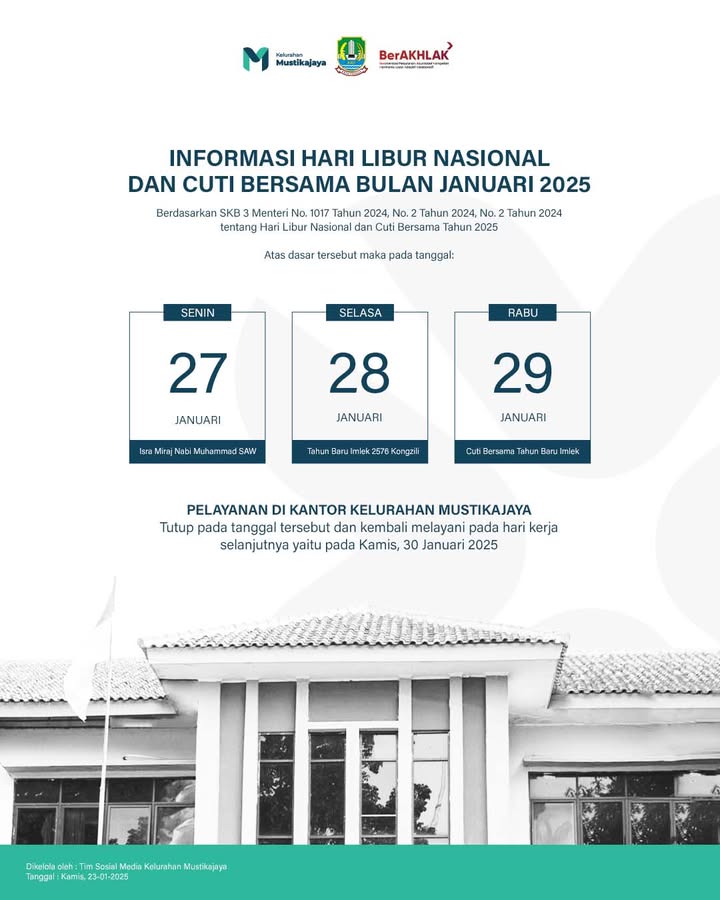 Kelurahan
Mustikajaya
BerAKHLAK
INFORMASI HARI LIBUR NASIONAL
DAN CUTI BERSAMA BULAN JANUARI 2025
Berdasarkan SKB 3 Menteri No. 1017 Tahun 2024, No. 2 Tahun 2024, No. 2 Tahun 2024
tentang Hari Libur Nasional dan Cuti Bersama Tahun 2025
Atas dasar tersebut maka pada tanggal:
SENIN
27
JANUARI
Isra Miraj Nabi Muhammad SAW
SELASA
28
JANUARI
Tahun Baru Imlek 2576 Kongzili
RABU
29
JANUARI
Cuti Bersama Tahun Baru Imlek
PELAYANAN DI KANTOR KELURAHAN MUSTIKAJAYA
Tutup pada tanggal tersebut dan kembali melayani pada hari kerja
selanjutnya yaitu pada Kamis, 30 Januari 2025
Dikelola oleh : Tim Sosial Media Kelurahan Mustikajaya
Tanggal : Kamis, 23-01-2025